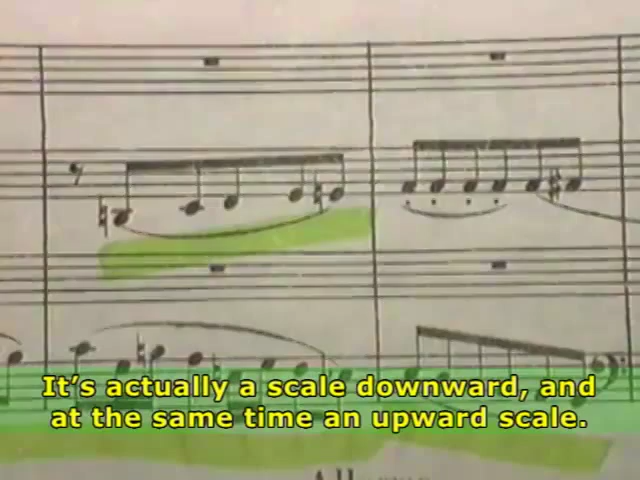 It's actually a scale downward, and
at the same time an upward scale.